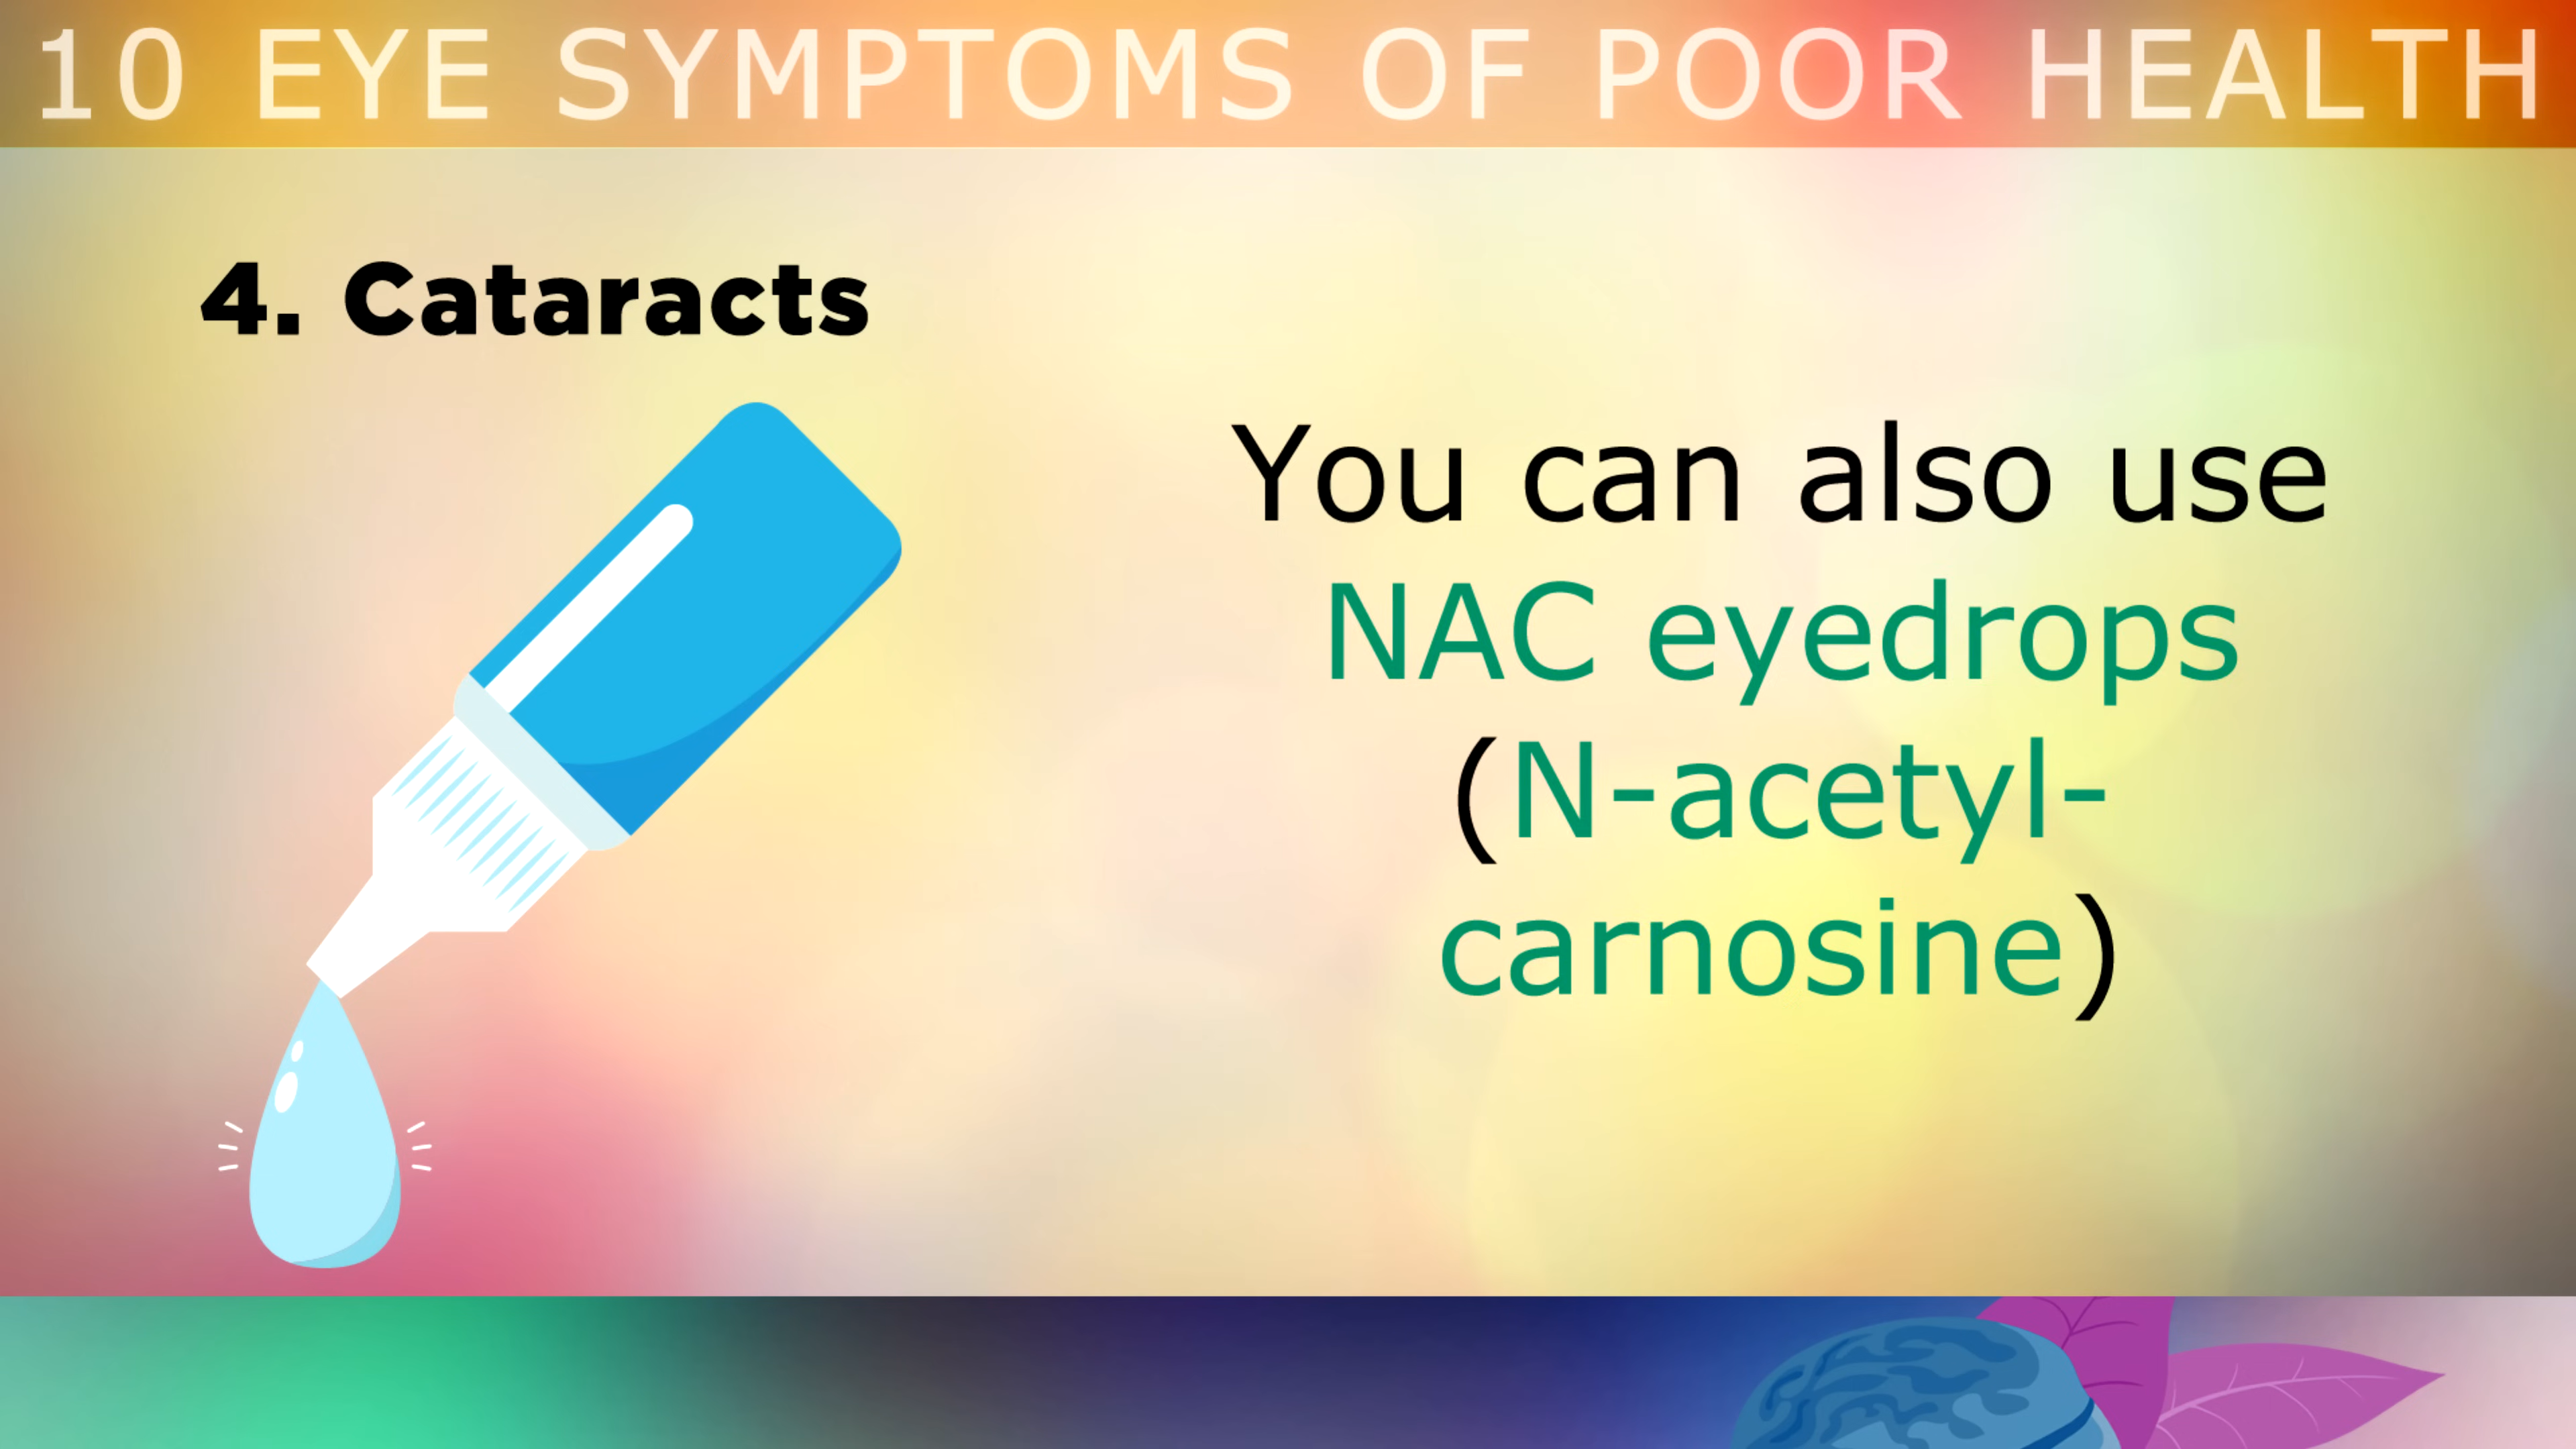 10 EYE SYMPTOMS OF POOR HEALTH
4. Cataracts
You can also use
NAC eyedrops
(N-acetyl-
carnosine)